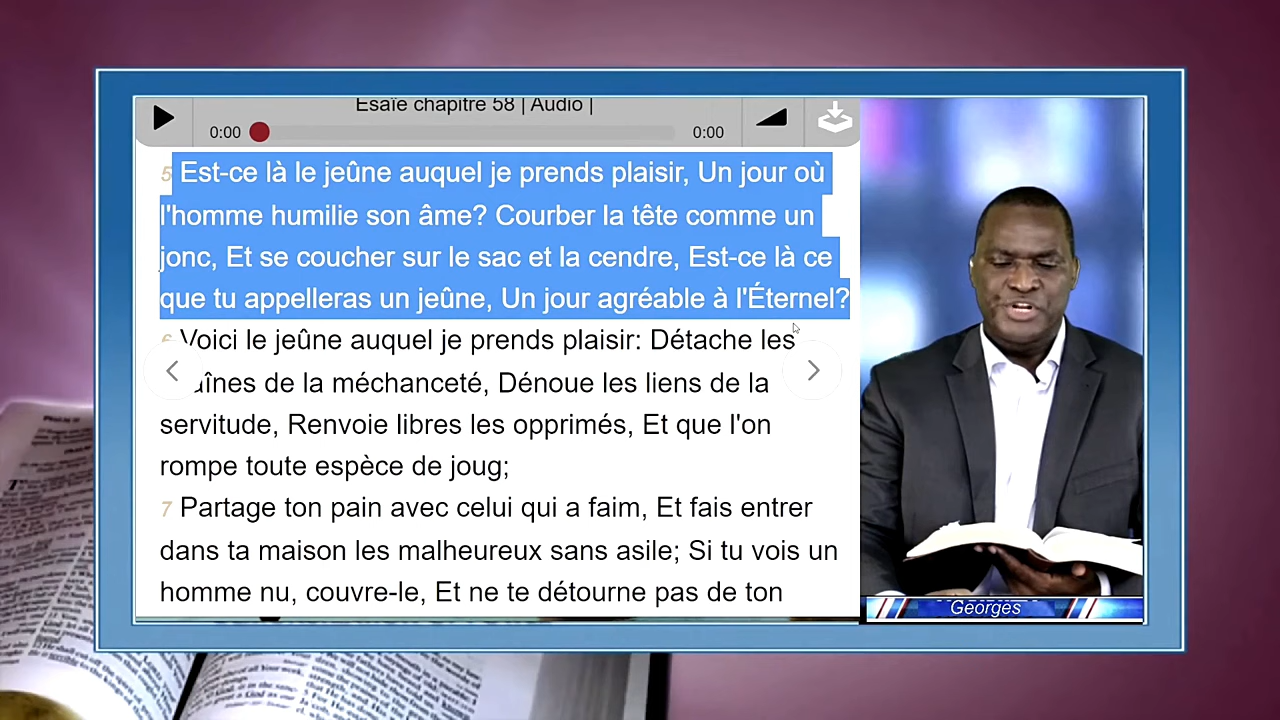 Esaïe chapitre 58 | Audio |
0:00
0:00
5 Est-ce là le jeûne auquel je prends plaisir, Un jour où
l'homme humilie son âme? Courber la tête comme un
jonc, Et se coucher sur le sac et la cendre, Est-ce là ce
que tu appelleras un jeûne, Un jour agréable à l'Éternel?
6 Voici le jeûne auquel je prends plaisir: Détache les
aînes de la méchanceté, Dénoue les liens de la
servitude, Renvoie libres les opprimés, Et que l'on
rompe toute espèce de joug;
7 Partage ton pain avec celui qui a faim, Et fais entrer
dans ta maison les malheureux sans asile; Si tu vois un
homme nu, couvre-le, Et ne te détourne pas de ton
Georges